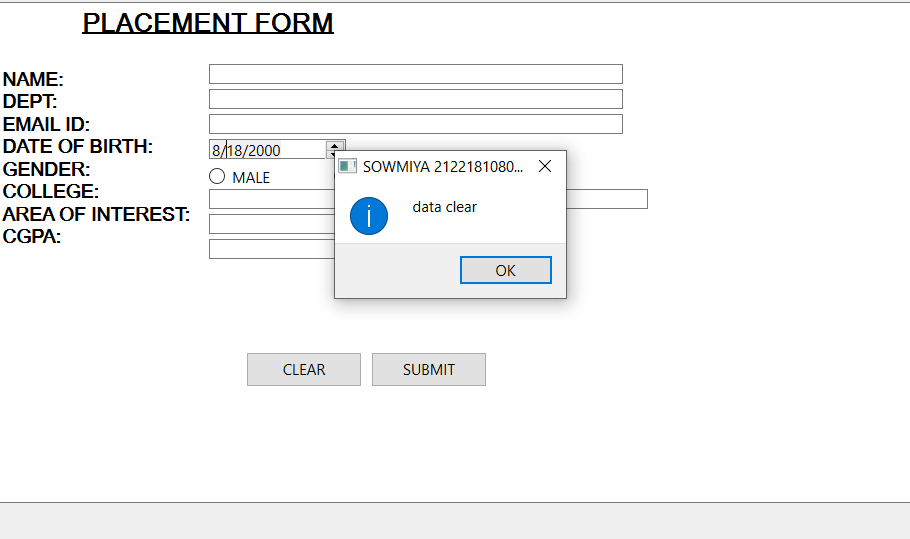 PLACEMENT FORM
NAME:
DEPT:
EMAIL ID:
DATE OF BIRTH:
8/18/2000
GENDER:
MALE
COLLEGE:
AREA OF INTEREST:
CGPA:
SOWMIYA 2122181080...
data clear
OK
CLEAR
SUBMIT